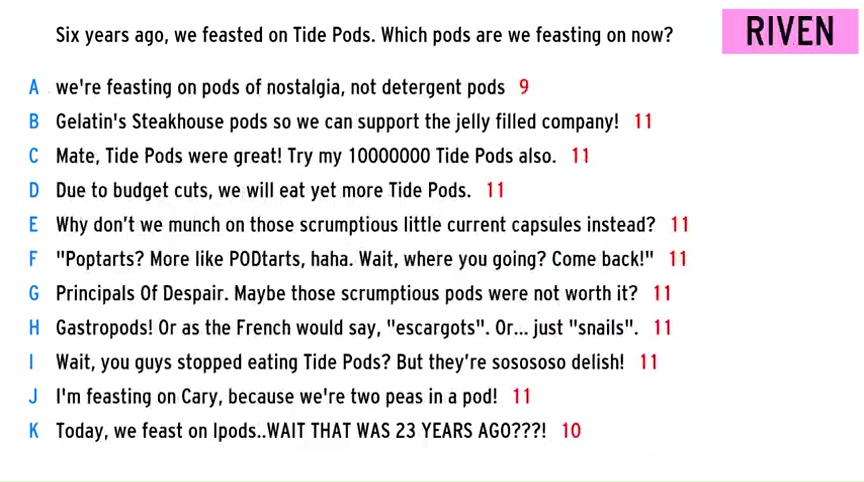 Six years ago, we feasted on Tide Pods. Which pods are we feasting on now?
RIVEN
A we're feasting on pods of nostalgia, not detergent pods 9
B Gelatin's Steakhouse pods so we can support the jelly filled company! 11
C Mate, Tide Pods were great! Try my 10000000 Tide Pods also. 11
D Due to budget cuts, we will eat yet more Tide Pods. 11
E Why don’t we munch on those scrumptious little current capsules instead? 11
F "Poptarts? More like PODtarts, haha. Wait, where you going? Come back!" 11
G Principals Of Despair. Maybe those scrumptious pods were not worth it? 11
H Gastropods! Or as the French would say, "escargots". Or... just "snails". 11
I Wait, you guys stopped eating Tide Pods? But they’re sosososo delish! 11
J I'm feasting on Cary, because we're two peas in a pod! 11
K Today, we feast on Ipods..WAIT THAT WAS 23 YEARS AGO???! 10